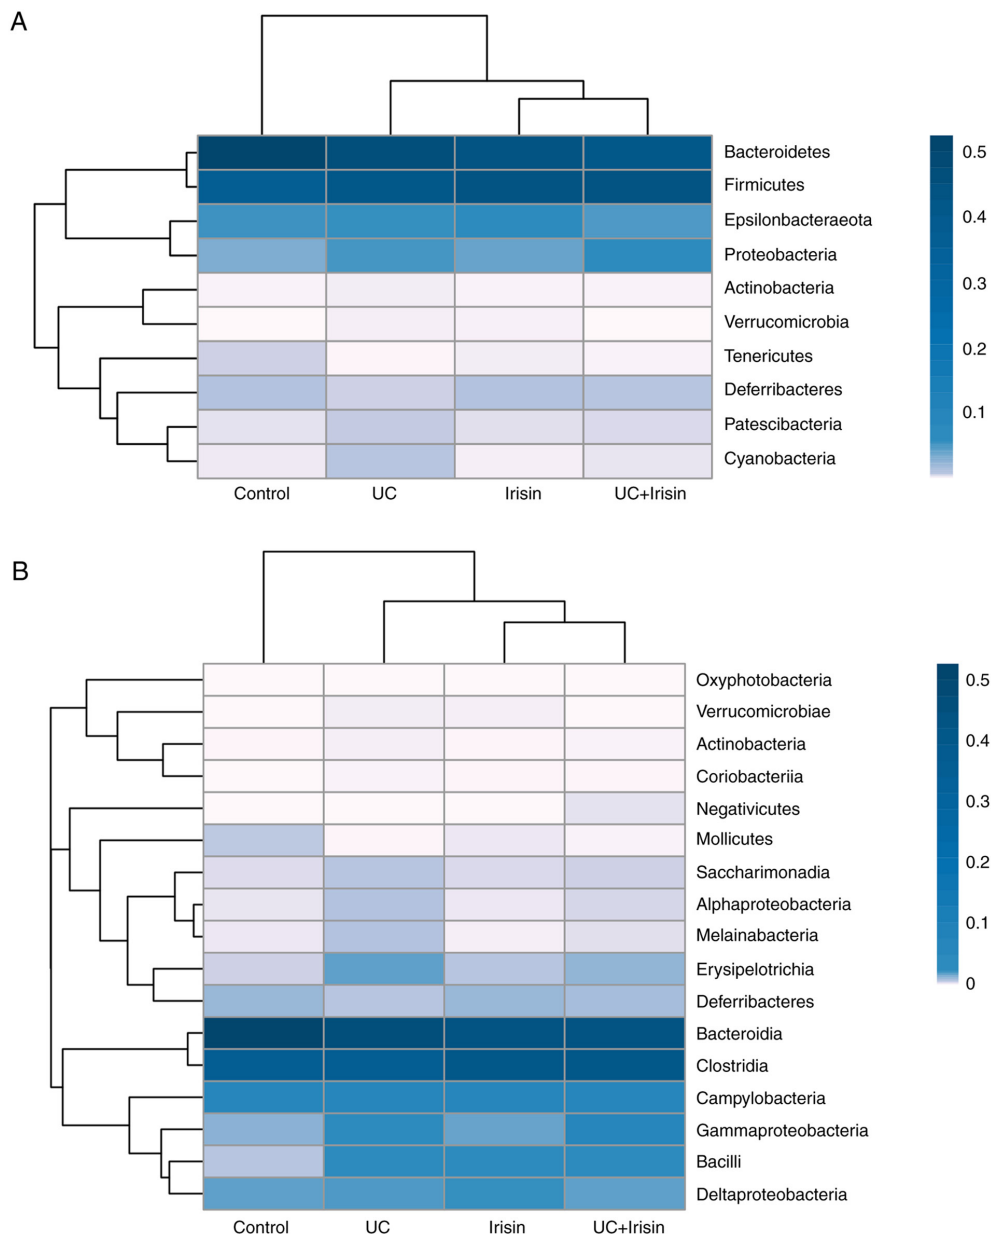 A
Bacteroidetes
Firmicutes
Epsilonbacteraeota
Proteobacteria
Actinobacteria
Verrucomicrobia
Tenericutes
Deferribacteres
Patescibacteria
Cyanobacteria
0.5
0.4
0.3
0.2
0.1
Control UC Irisin UC+Irisin
B
Oxyphotobacteria
Verrucomicrobiae
Actinobacteria
Coriobacteriia
Negativicutes
Mollicutes
Saccharimonadia
Alphaproteobacteria
Melainabacteria
Erysipelotrichia
Deferribacteres
Bacteroidia
Clostridia
Campylobacteria
Gammaproteobacteria
Bacilli
Deltaproteobacteria
0.5
0.4
0.3
0.2
0.1
0
Control UC Irisin UC+Irisin